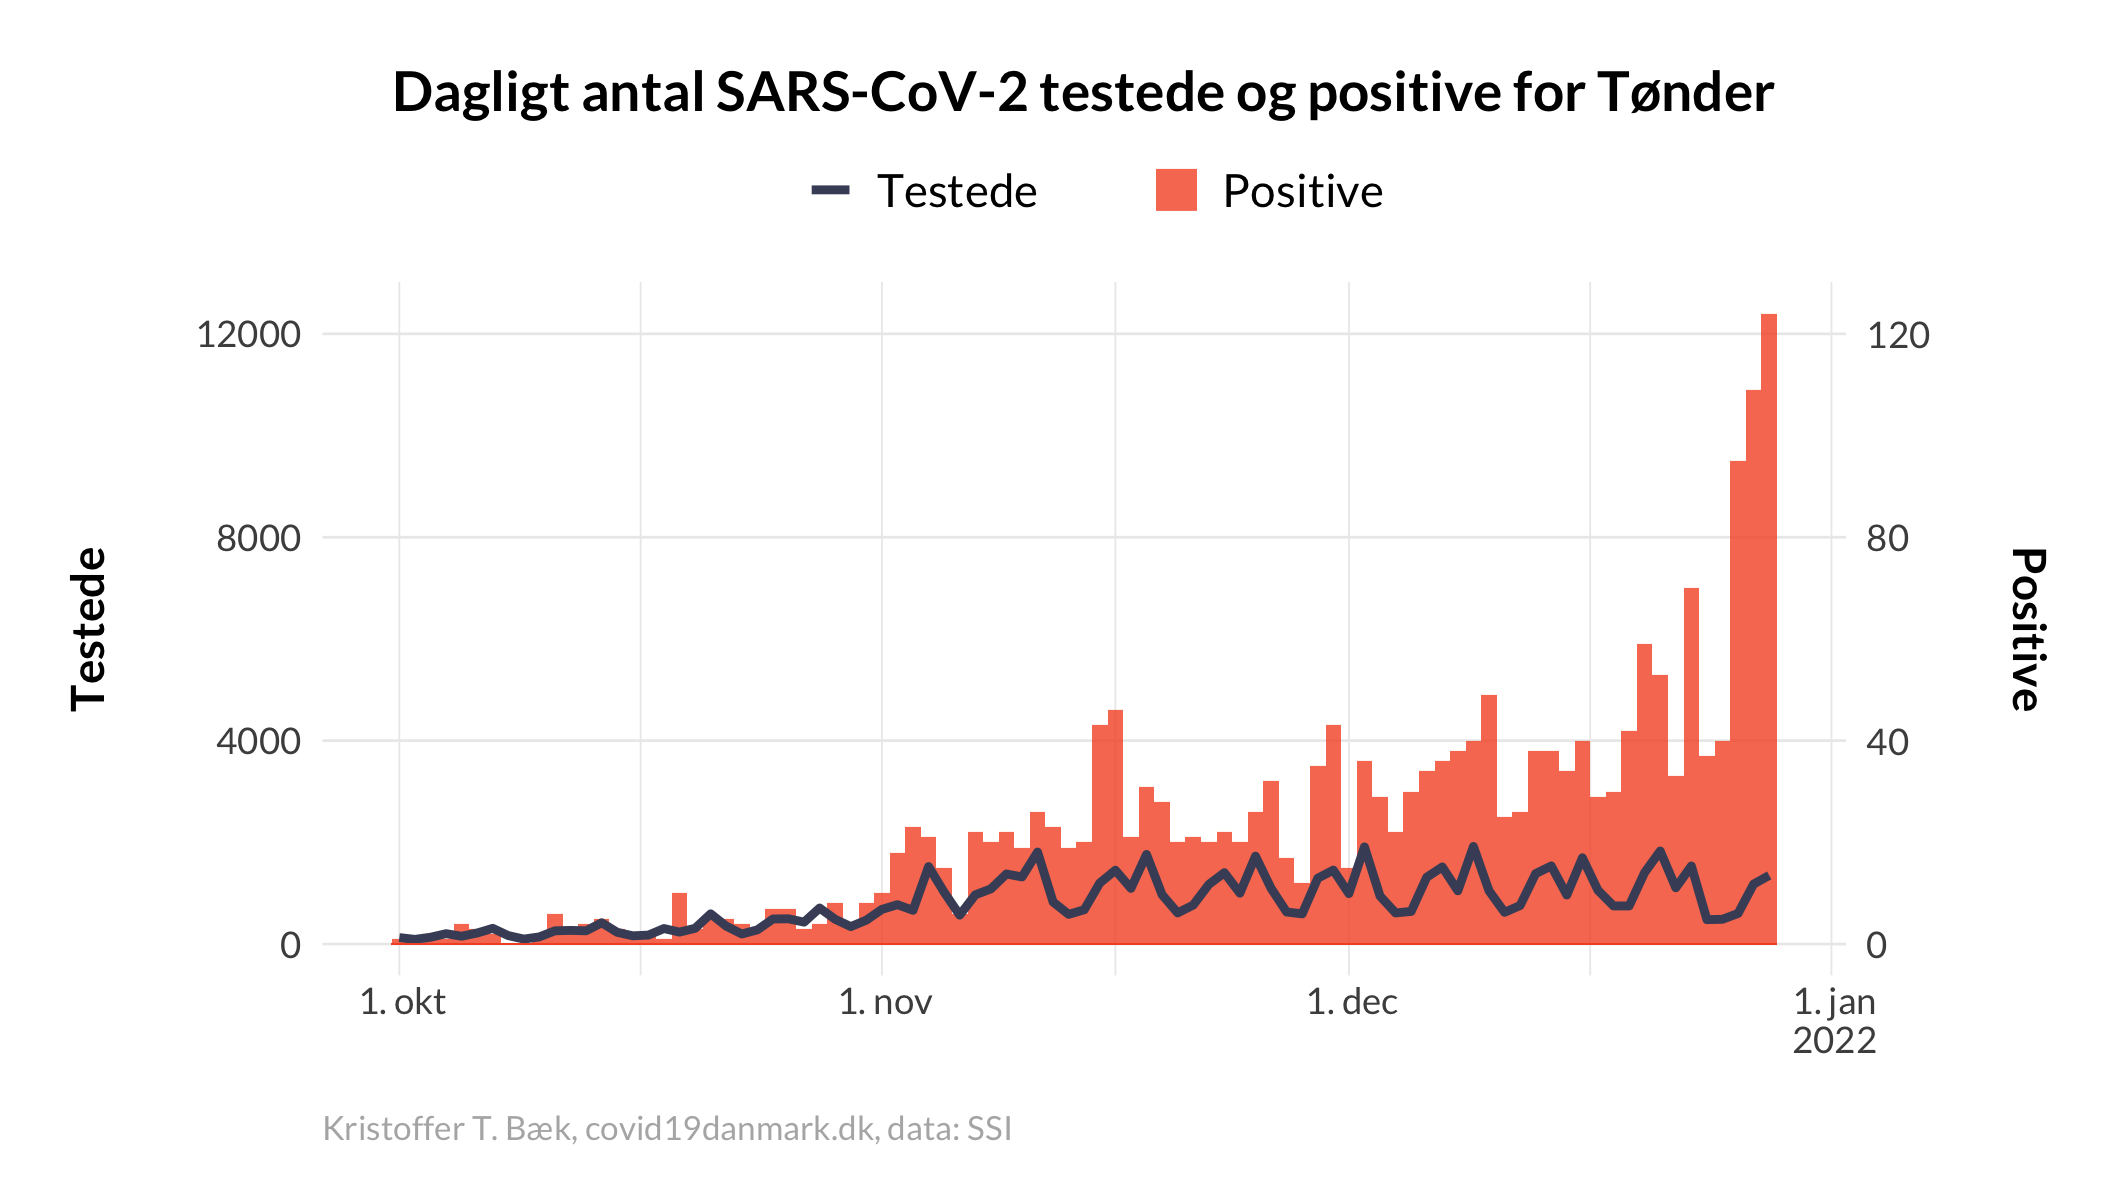 Dagligt antal SARS-CoV-2 testede og positive for Tønder
Testede
Positive
Testede
12000
8000
4000
0
120
80
40
0
Positive
1. okt
1. nov
1. dec
1. jan
2022
Kristoffer T. Bæk, covid19danmark.dk, data: SSI